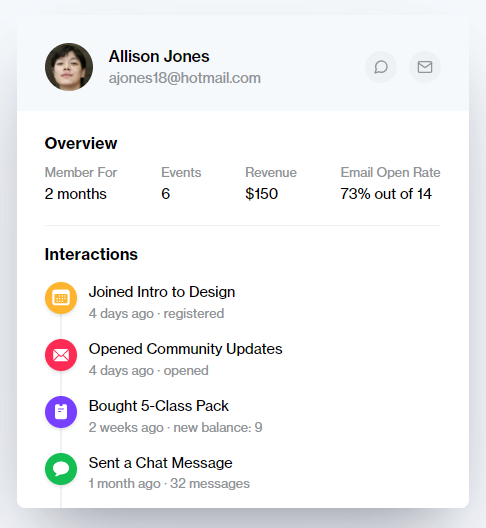 Allison Jones
ajones18@hotmail.com
Overview
Member For Events Revenue Email Open Rate
2 months 6 $150 73% out of 14
Interactions
Joined Intro to Design
4 days ago · registered
Opened Community Updates
4 days ago · opened
Bought 5-Class Pack
2 weeks ago · new balance: 9
Sent a Chat Message
1 month ago · 32 messages